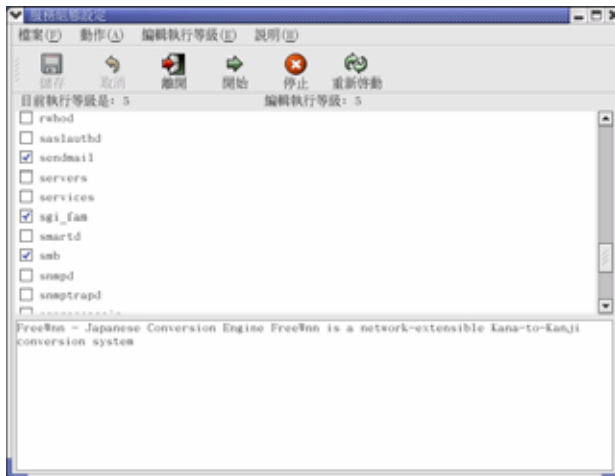 服務組態設定
檔案(F) 動作(A) 編輯執行等級(E) 說明(H)
儲存 取消 離開 開始 停止 重新啓動
目前執行等級是: 5 編輯執行等級: 5
rwhod
saslauthd
sendmail
servers
services
sgi_fam
smartd
smb
snmpd
snmptrapd
FreeWnn - Japanese Conversion Engine FreeWnn is a network-extensible Kana-to-Kanji
conversion system